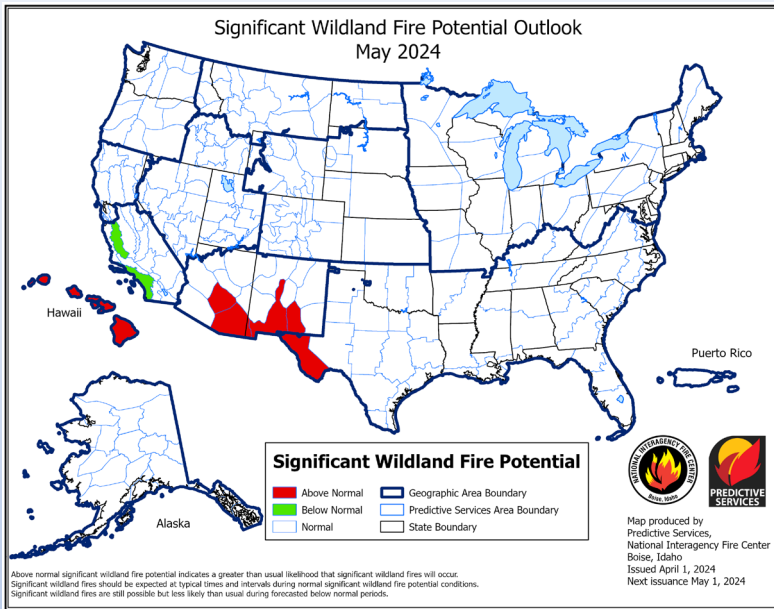 Significant Wildland Fire Potential Outlook
May 2024
Hawaii
Puerto Rico
Alaska
Significant Wildland Fire Potential
Above Normal
Below Normal
Normal
Geographic Area Boundary
Predictive Services Area Boundary
State Boundary
NATIONAL INTERAGENCY FIRE CENTER
Boise, Idaho
PREDICTIVE
SERVICES
Map produced by
Predictive Services,
National Interagency Fire Center
Boise, Idaho
Issued April 1, 2024
Next issuance May 1, 2024
Above normal significant wildland fire potential indicates a greater than usual likelihood that significant wildland fires will occur.
Significant wildland fires should be expected at typical times and intervals during normal significant wildland fire potential conditions.
Significant wildland fires are still possible but less likely than usual during forecasted below normal periods.